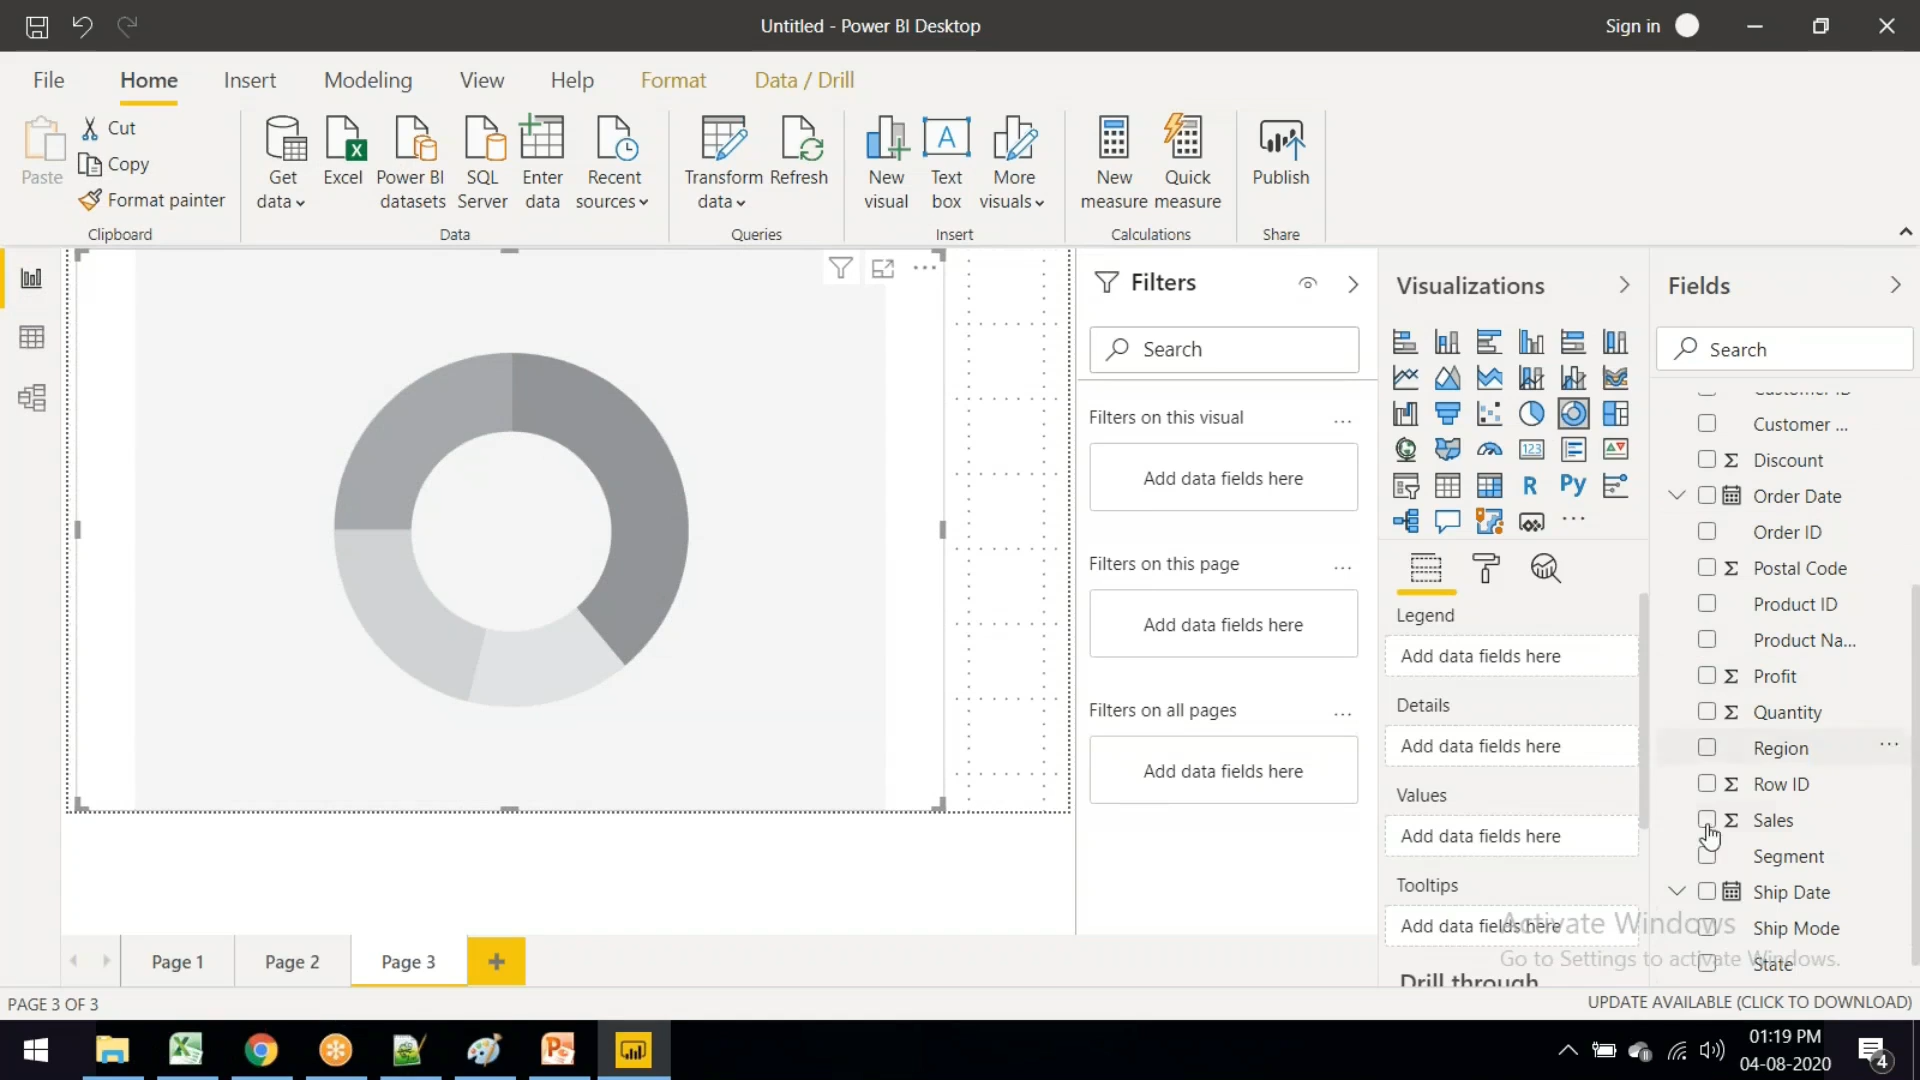 Untitled - Power BI Desktop
Sign in
File Home Insert Modeling View Help Format Data / Drill
Paste
Cut
Copy
Format painter
Clipboard
Get data
Excel
Power BI datasets
SQL Server
Enter data
Recent sources
Data
Transform data
Refresh
Queries
New visual
Text box
More visuals
Insert
New measure
Quick measure
Calculations
Publish
Share
Filters
Search
Filters on this visual ...
Add data fields here
Filters on this page ...
Add data fields here
Filters on all pages ...
Add data fields here
Visualizations
123
R
Py
Legend
Add data fields here
Details
Add data fields here
Values
Add data fields here
Tooltips
Add data fields here
Drill through
Fields
Search
Customer ...
Discount
Order Date
Order ID
Postal Code
Product ID
Product Na...
Profit
Quantity
Region ...
Row ID
Sales
Segment
Ship Date
Ship Mode
State
Activate Windows
Go to Settings to activate Windows.
Page 1 Page 2 Page 3 +
PAGE 3 OF 3
UPDATE AVAILABLE (CLICK TO DOWNLOAD)
01:19 PM
04-08-2020
4